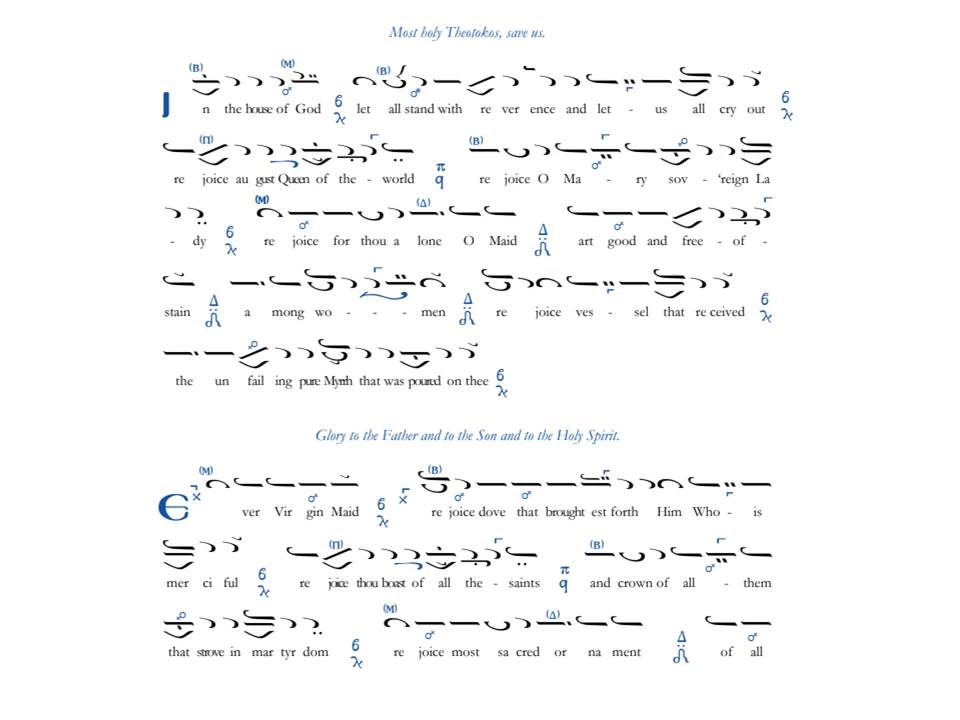 Most holy Theotokos, save us.
(B) (M) (B)
In the house of God let all stand with re ver ence and let - us all cry out
(Π) (B)
re joice au gust Queen of the - world π q re joice O Ma - ry sov - 'reign La
(M) (Δ)
- dy re joice for thou a lone O Maid Δ art good and free - of -
stain Δ a mong wo - - - men Δ re joice ves - sel that re ceived
the un fail ing pure Myrrh that was poured on thee
Glory to the Father and to the Son and to the Holy Spirit.
(M) (B)
Є ver Vir gin Maid re joice dove that brought est forth Him Who - is
(Π) (B)
mer ci ful re joice thou boast of all the - saints π q and crown of all - them
(M) (Δ)
that strove in mar tyr dom re joice most sa cred or na ment Δ of all